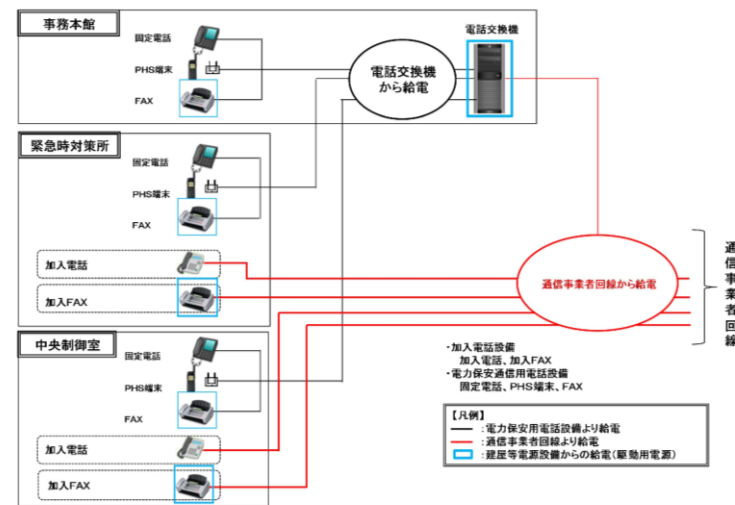 事務本館
固定電話
PHS端末
FAX
電話交換機
から給電
電話交換機
緊急時対策所
固定電話
PHS端末
FAX
加入電話
加入FAX
通信事業者回線から給電
通信事業者回線
中央制御室
固定電話
PHS端末
FAX
加入電話
加入FAX
・加入電話設備
加入電話、加入FAX
・電力保安通信用電話設備
固定電話、PHS端末、FAX
【凡例】
:電力保安用電話設備より給電
:通信事業者回線より給電
:建屋等電源設備からの給電(駆動用電源)